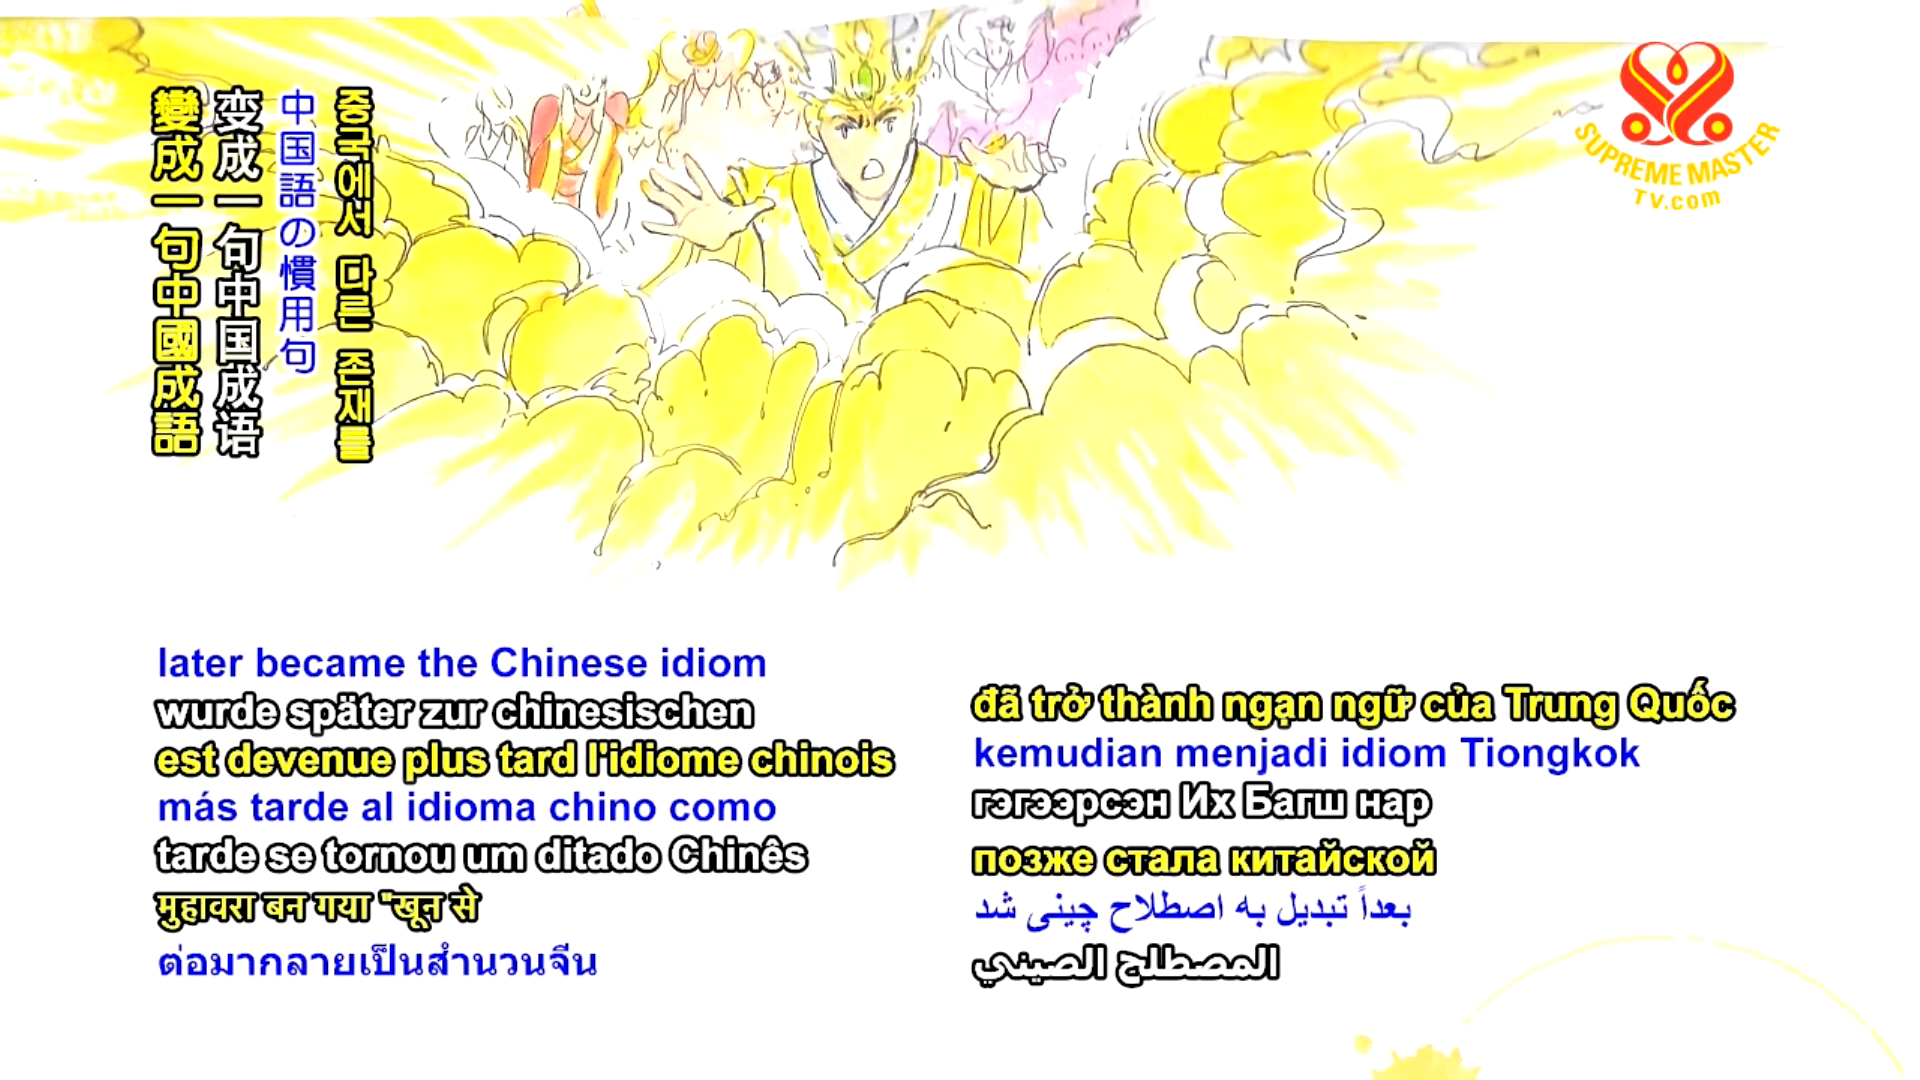 變成一句中國成語
变成一句中国成语
中国語の慣用句
중국에서 다른 존재를
SUPREME MASTER
TV.com
later became the Chinese idiom
wurde später zur chinesischen
est devenue plus tard l'idiome chinois
más tarde al idioma chino como
tarde se tornou um ditado Chinês
मुहावरा बन गया "खून से
ต่อมากลายเป็นสำนวนจีน
đã trở thành ngạn ngữ của Trung Quốc
kemudian menjadi idiom Tiongkok
гэгээрсэн Их Багш нар
позже стала китайской
بعداً تبدیل به اصطلاح چینی شد
المصطلح الصيني